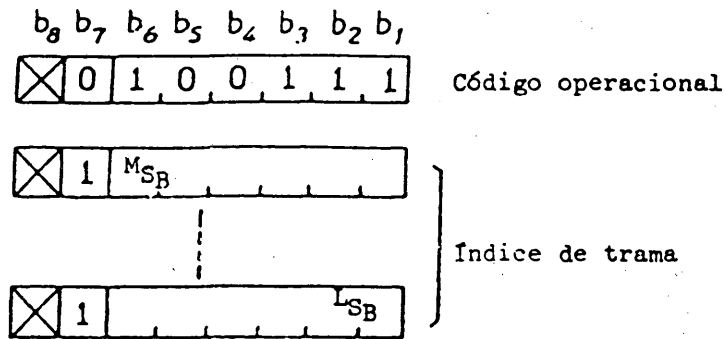 b8 b7 b6 b5 b4 b3 b2 b1
0 1 0 0 1 1 1 Código operacional
1 MSB
Índice de trama
1 LSB